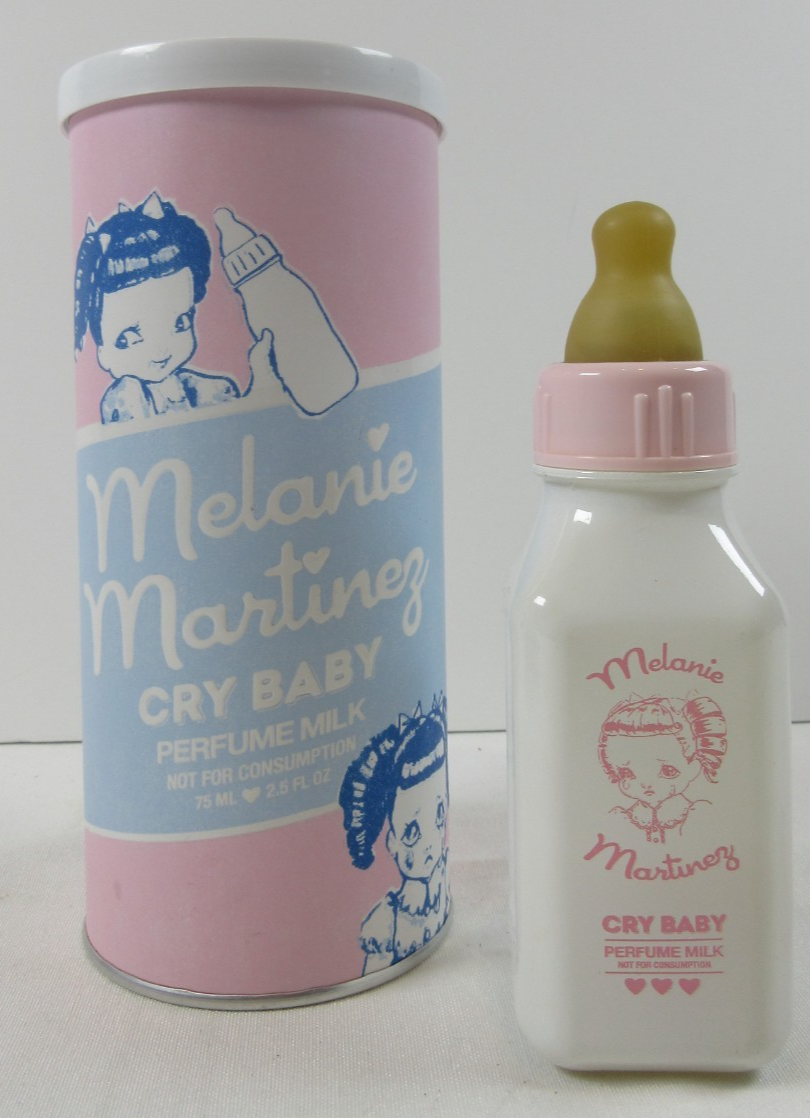 Melanie
Martinez
CRY BABY
PERFUME MILK
NOT FOR CONSUMPTION
75 ML 2.5 FL OZ
Melanie
Martinez
CRY BABY
PERFUME MILK
NOT FOR CONSUMPTION